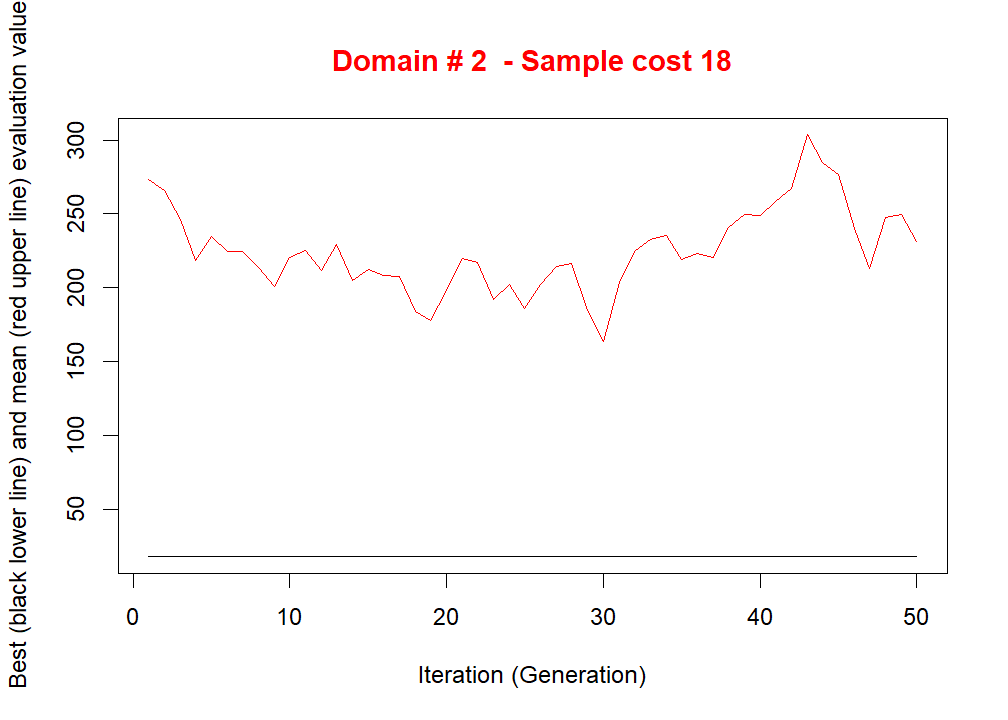 Domain # 2  - Sample cost 18
Best (black lower line) and mean (red upper line) evaluation value
300
250
200
150
100
50
0 10 20 30 40 50
Iteration (Generation)